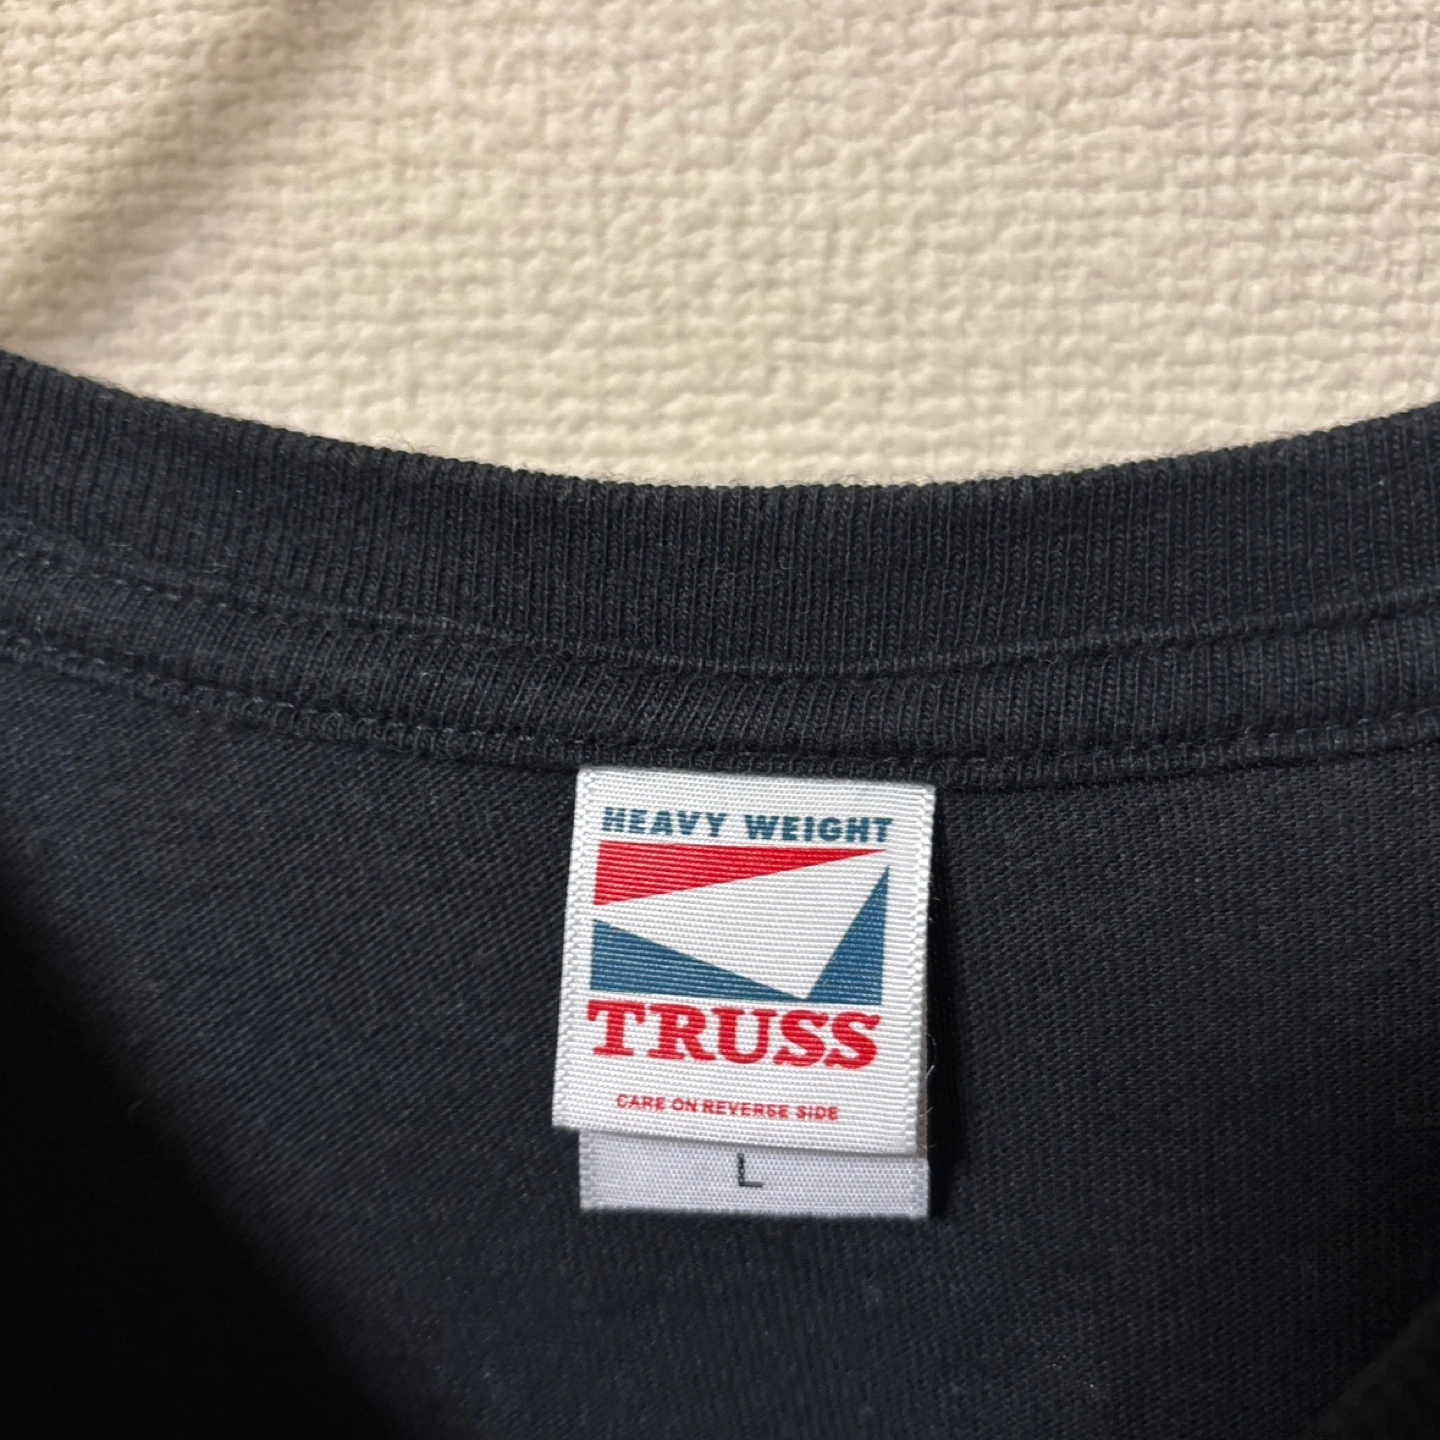 HEAVY WEIGHT
TRUSS
CARE ON REVERSE SIDE
L